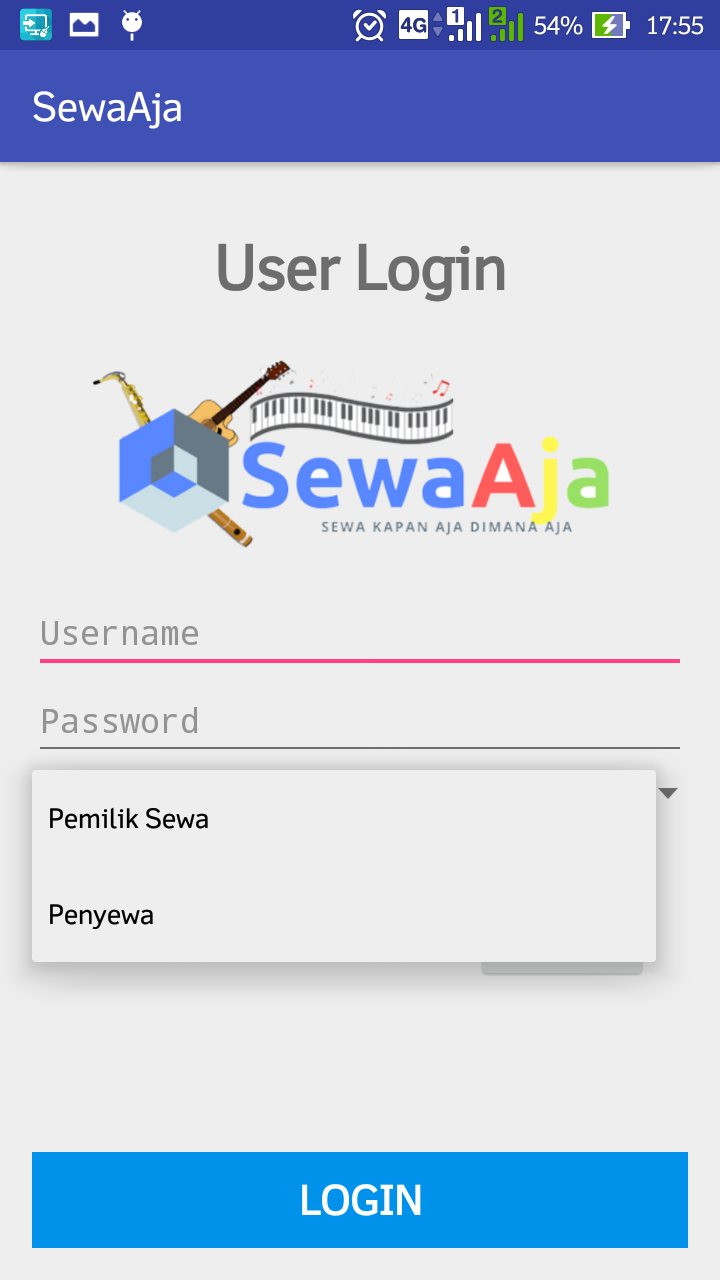 4G 1 2 54% 17:55
SewaAja
User Login
SewaAja
SEWA KAPAN AJA DIMANA AJA
Username
Password
Pemilik Sewa
Penyewa
LOGIN